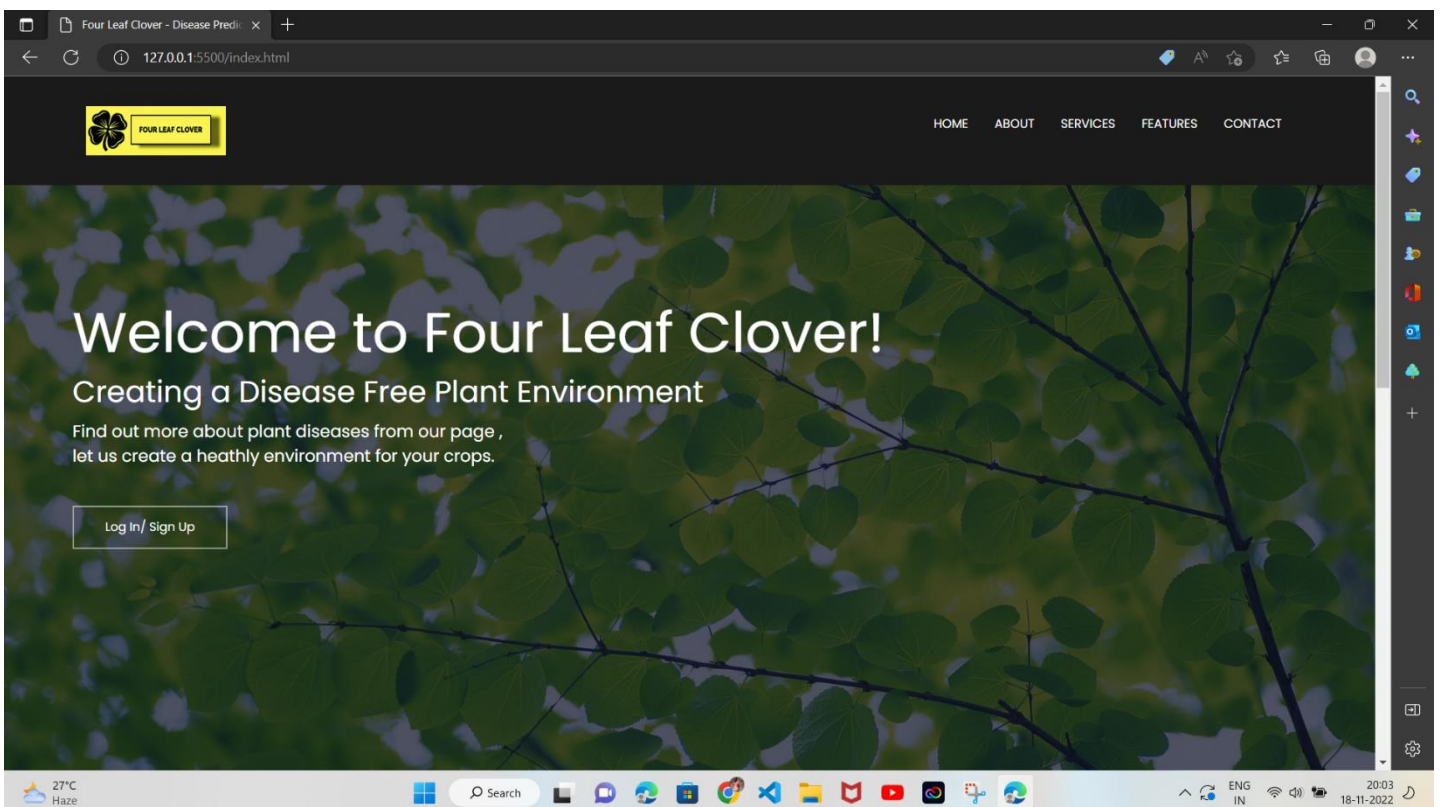 Four Leaf Clover - Disease Predic
127.0.0.1:5500/index.html
FOUR LEAF CLOVER
HOME ABOUT SERVICES FEATURES CONTACT
Welcome to Four Leaf Clover!
Creating a Disease Free Plant Environment
Find out more about plant diseases from our page ,
let us create a heathly environment for your crops.
Log In/ Sign Up
27°C
Haze
Search
ENG
IN
20:03
18-11-2022